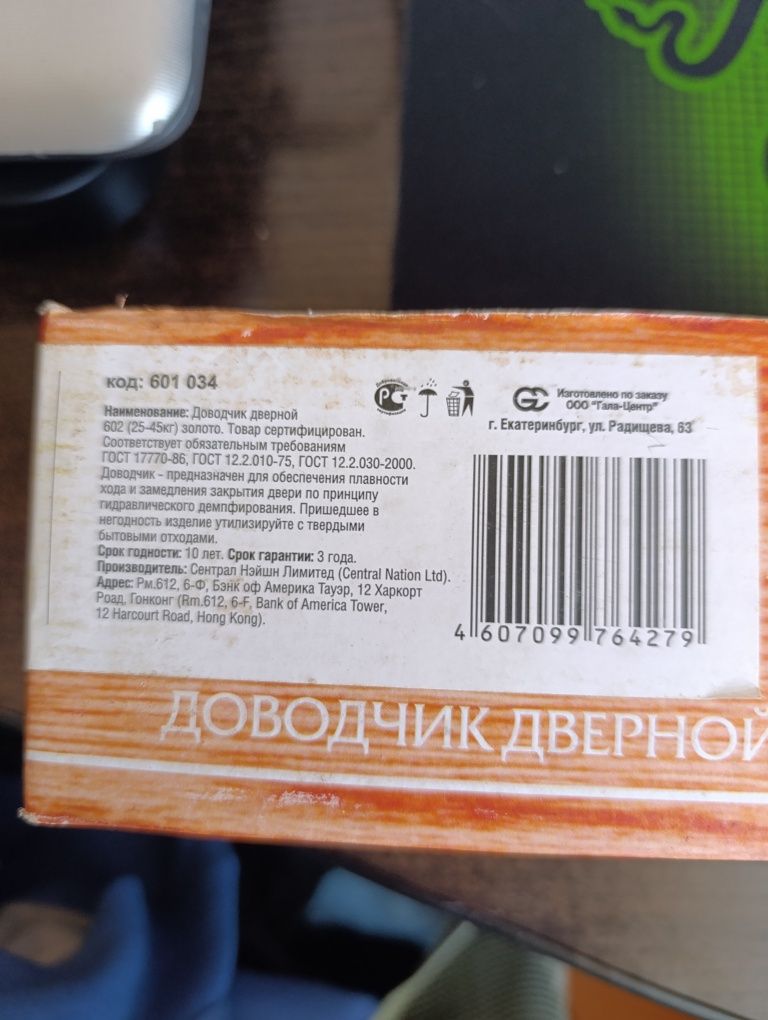 код: 601 034
Наименование: Доводчик дверной
602 (25-45кг) золото. Товар сертифицирован.
Соответствует обязательным требованиям
ГОСТ 17770-86, ГОСТ 12.2.010-75, ГОСТ 12.2.030-2000.
Доводчик - предназначен для обеспечения плавности
хода и замедления закрытия двери по принципу
гидравлического демпфирования. Пришедшее в
негодность изделие утилизируйте с твердыми
бытовыми отходами.
Срок годности: 10 лет. Срок гарантии: 3 года.
Производитель: Сентрал Нэйшн Лимитед (Central Nation Ltd).
Адрес: Рм.612, 6-Ф, Бэнк оф Америка Тауэр, 12 Харкорт
Роад, Гонконг (Rm.612, 6-F, Bank of America Tower,
12 Harcourt Road, Hong Kong).
РСТ
GC
Изготовлено по заказу
ООО "Гала-Центр"
г. Екатеринбург, ул. Радищева, 63
4 607099 764279
ДОВОДЧИК ДВЕРНОЙ